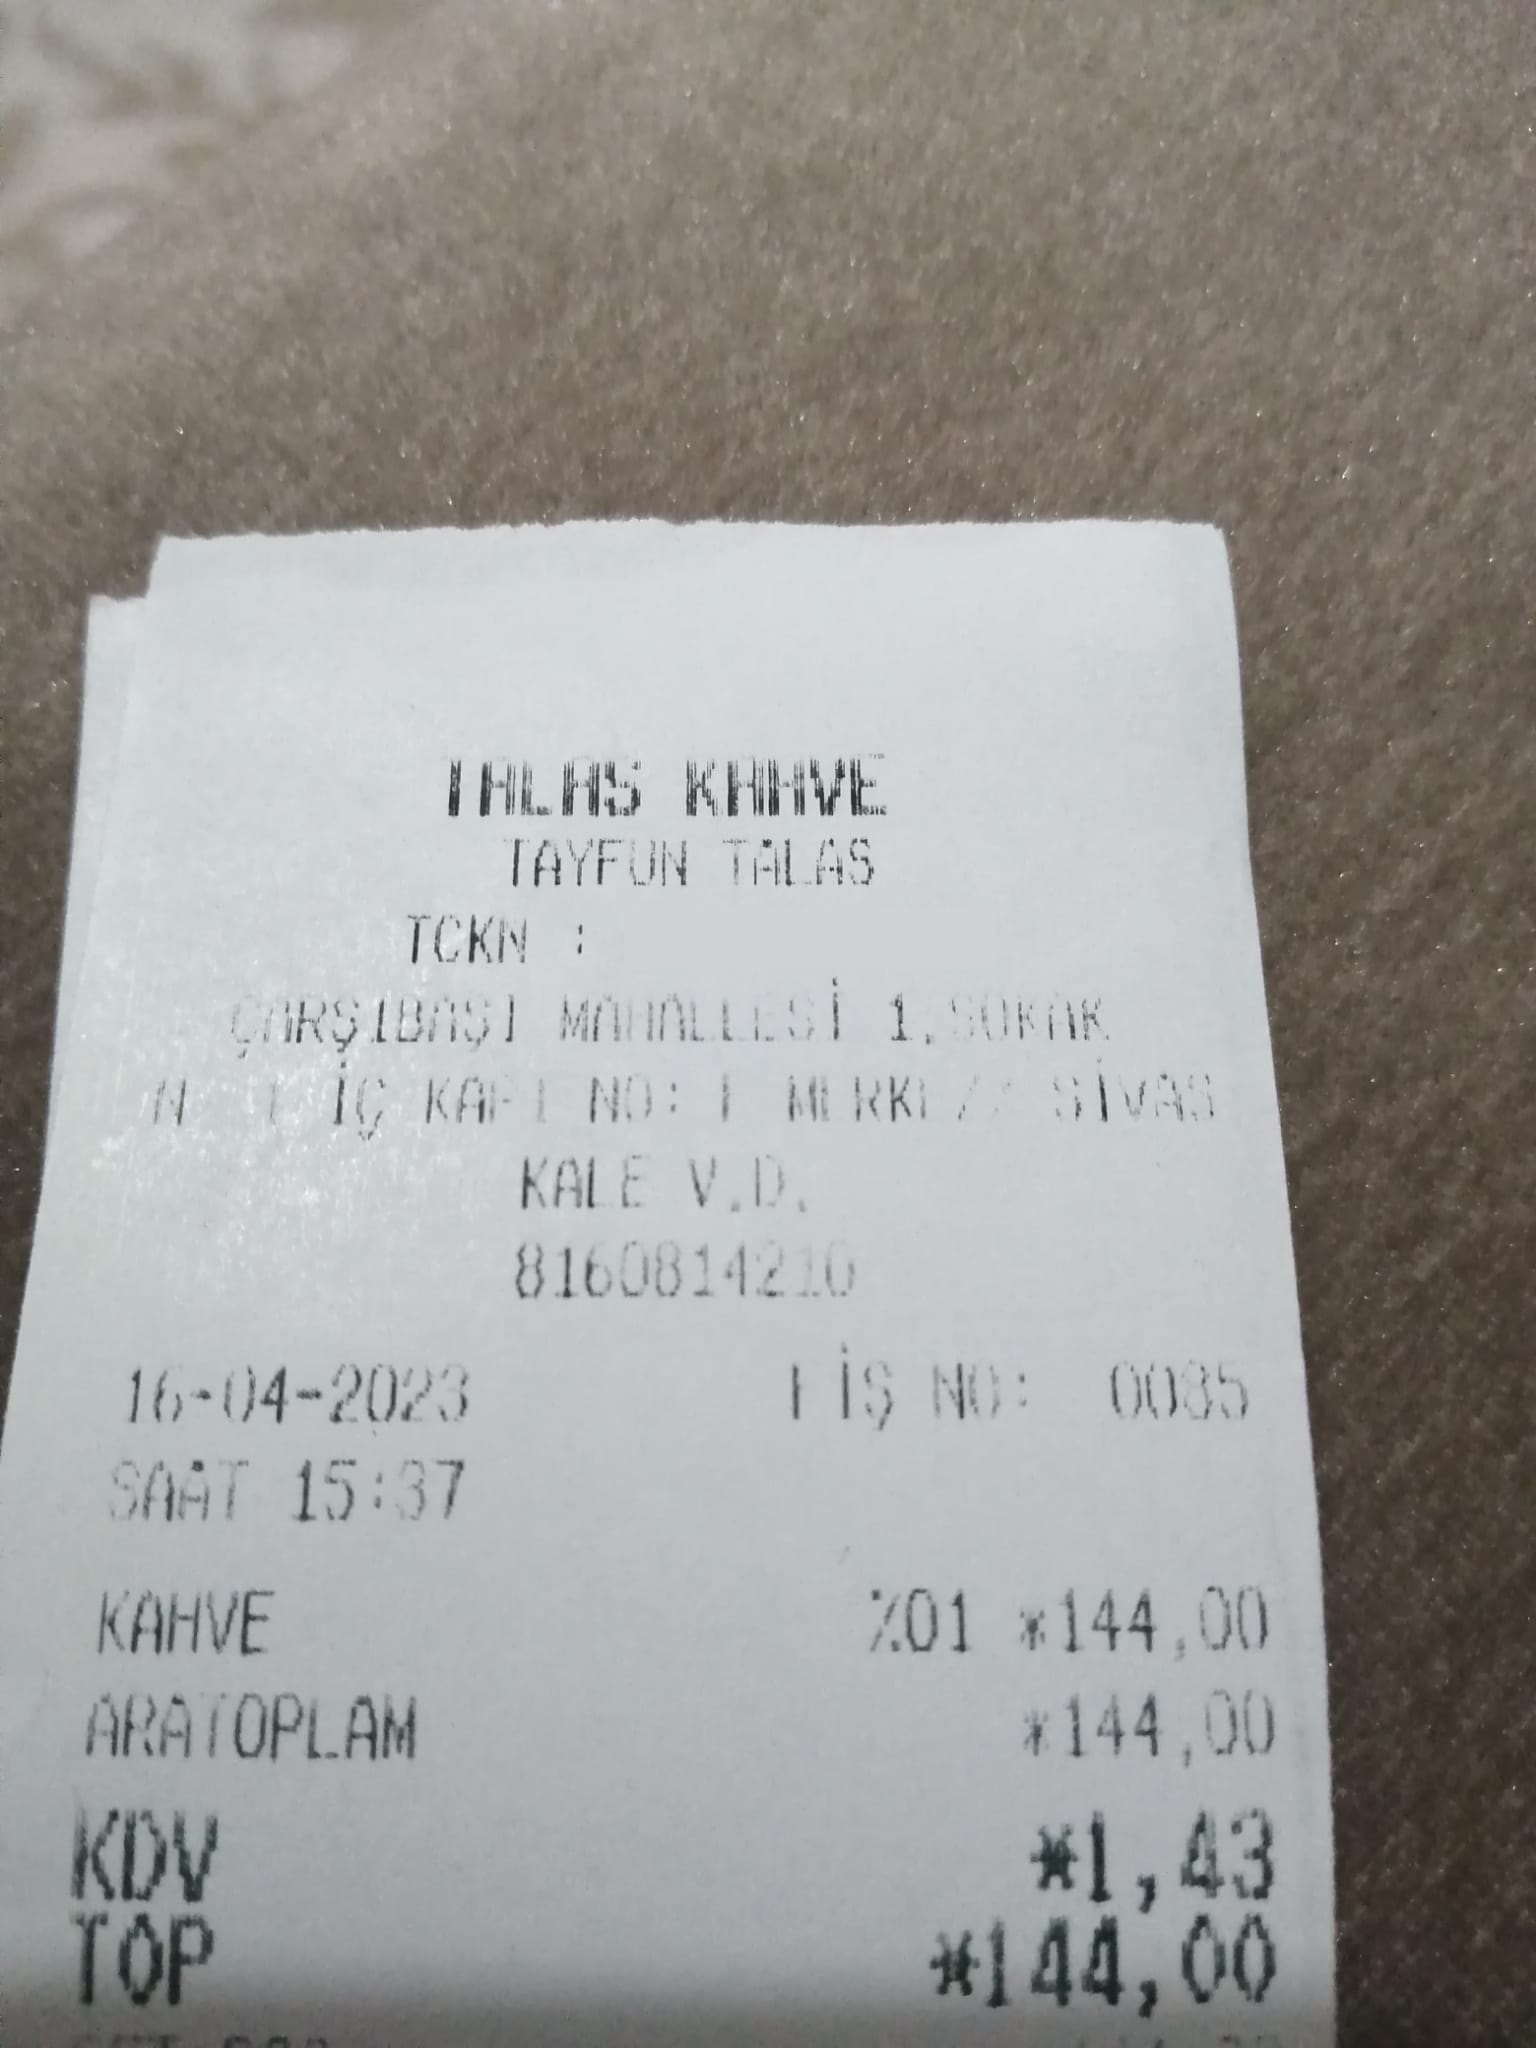 TALAS KAHVE
TAYFUN TALAS
TCKN :
ÇARŞIBAŞI MAHALLESİ 1.SOKAK
İÇ KAPI NO: MERKEZ SİVAS
KALE V.D.
8160814210
16-04-2023 FİŞ NO: 0085
SAAT 15:37
KAHVE %01 *144,00
ARATOPLAM *144,00
KDV *1,43
TOP *144,00